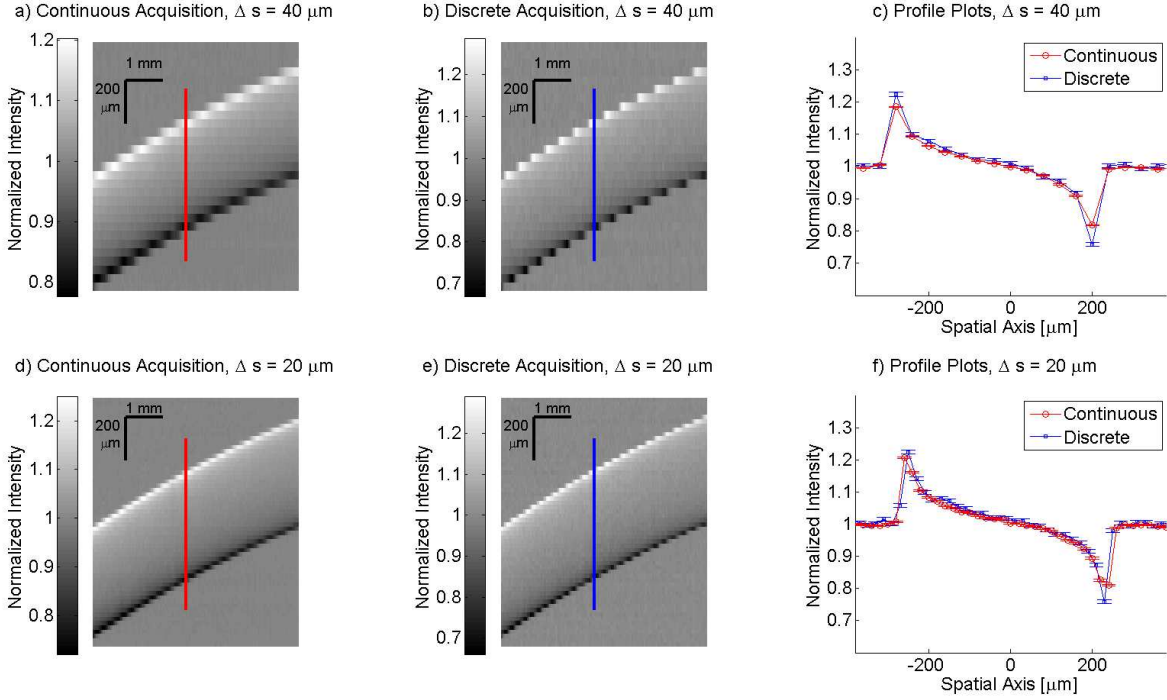 a) Continuous Acquisition, Δ s = 40 μm
1.2
1.1
1
0.9
0.8
Normalized Intensity
1 mm
200
μm
b) Discrete Acquisition, Δ s = 40 μm
1.2
1.1
1
0.9
0.8
0.7
Normalized Intensity
1 mm
200
μm
c) Profile Plots, Δ s = 40 μm
Continuous
Discrete
1.3
1.2
1.1
1
0.9
0.8
0.7
Normalized Intensity
-200
0
200
Spatial Axis [μm]
d) Continuous Acquisition, Δ s = 20 μm
1.2
1.1
1
0.9
0.8
Normalized Intensity
1 mm
200
μm
e) Discrete Acquisition, Δ s = 20 μm
1.2
1.1
1
0.9
0.8
0.7
Normalized Intensity
1 mm
200
μm
f) Profile Plots, Δ s = 20 μm
Continuous
Discrete
1.3
1.2
1.1
1
0.9
0.8
0.7
Normalized Intensity
-200
0
200
Spatial Axis [μm]